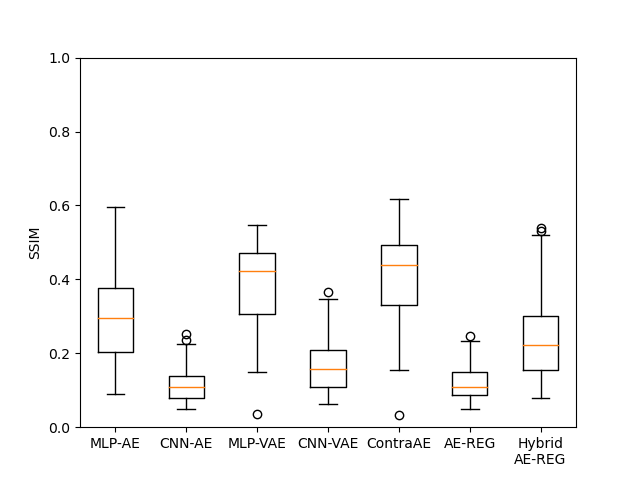 1.0
0.8
0.6
0.4
0.2
0.0
SSIM
MLP-AE
CNN-AE
MLP-VAE
CNN-VAE
ContraAE
AE-REG
Hybrid
AE-REG